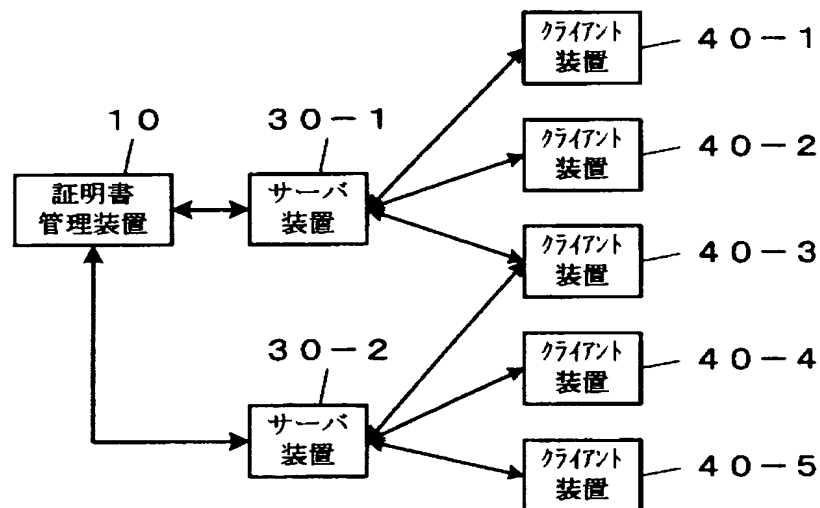 １０
証明書
管理装置
３０－１
サーバ
装置
３０－２
サーバ
装置
クライアント
装置
４０－１
クライアント
装置
４０－２
クライアント
装置
４０－３
クライアント
装置
４０－４
クライアント
装置
４０－５